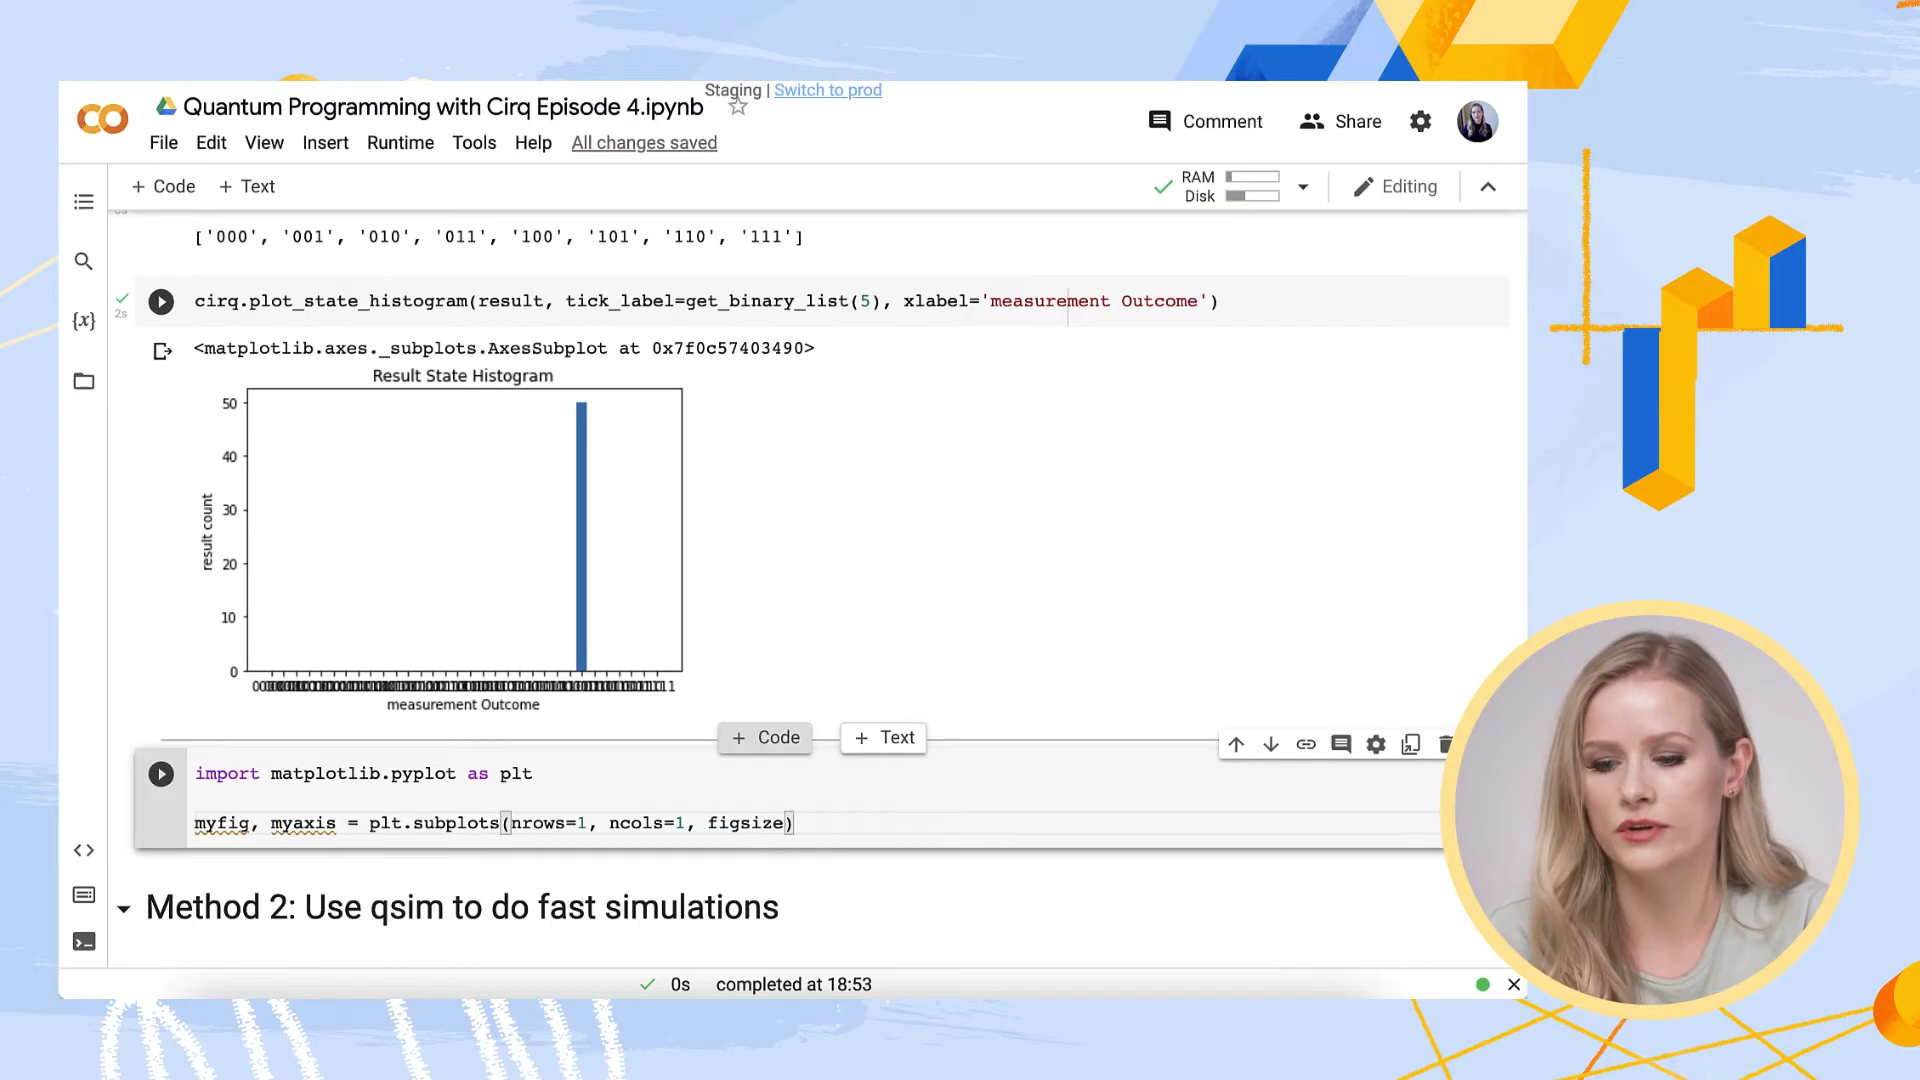 Staging | Switch to prod
Quantum Programming with Cirq Episode 4.ipynb
File Edit View Insert Runtime Tools Help All changes saved
Comment Share
+ Code + Text
RAM
Disk
Editing
['000', '001', '010', '011', '100', '101', '110', '111']
{x}
2s
cirq.plot_state_histogram(result, tick_label=get_binary_list(5), xlabel='measurement Outcome')
<matplotlib.axes._subplots.AxesSubplot at 0x7f0c57403490>
Result State Histogram
50
40
30
20
10
0
result count
measurement Outcome
+ Code + Text
import matplotlib.pyplot as plt
myfig, myaxis = plt.subplots(nrows=1, ncols=1, figsize)
Method 2: Use qsim to do fast simulations
0s completed at 18:53